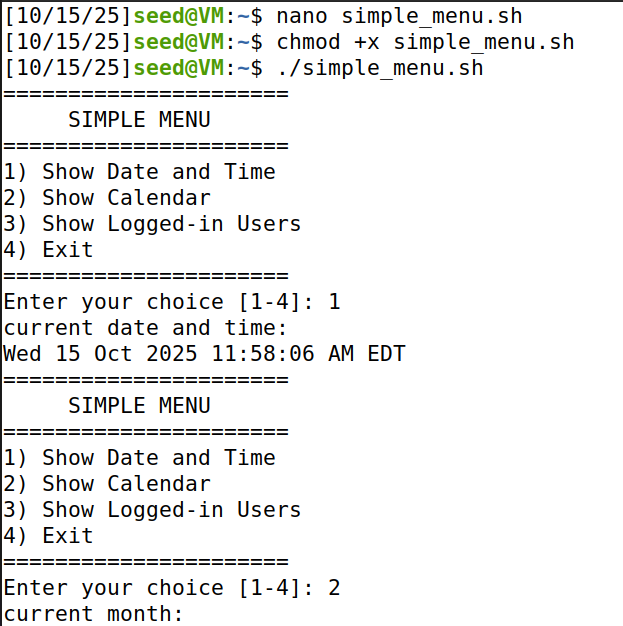 [10/15/25]seed@VM:~$ nano simple_menu.sh
[10/15/25]seed@VM:~$ chmod +x simple_menu.sh
[10/15/25]seed@VM:~$ ./simple_menu.sh
======================
     SIMPLE MENU
======================
1) Show Date and Time
2) Show Calendar
3) Show Logged-in Users
4) Exit
======================
Enter your choice [1-4]: 1
current date and time:
Wed 15 Oct 2025 11:58:06 AM EDT
======================
     SIMPLE MENU
======================
1) Show Date and Time
2) Show Calendar
3) Show Logged-in Users
4) Exit
======================
Enter your choice [1-4]: 2
current month: